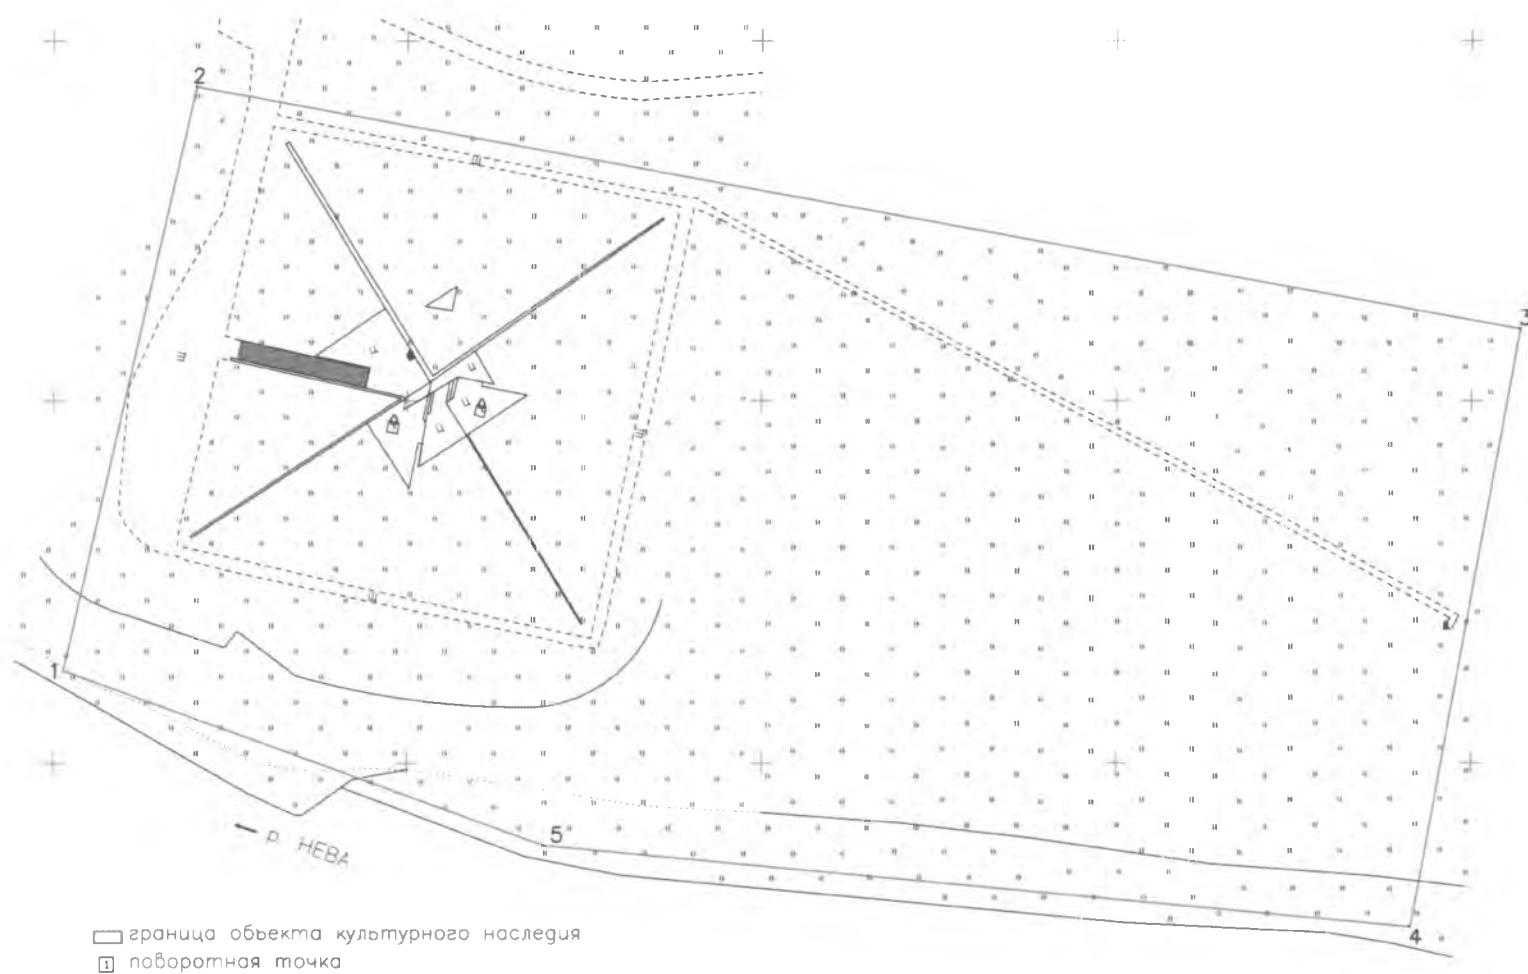 2
3
Ш
Ш
Ц
Ц
Ц
Ц
Ш
Ш
1
5
4
← р. НЕВА
граница объекта культурного наследия
1 поворотная точка